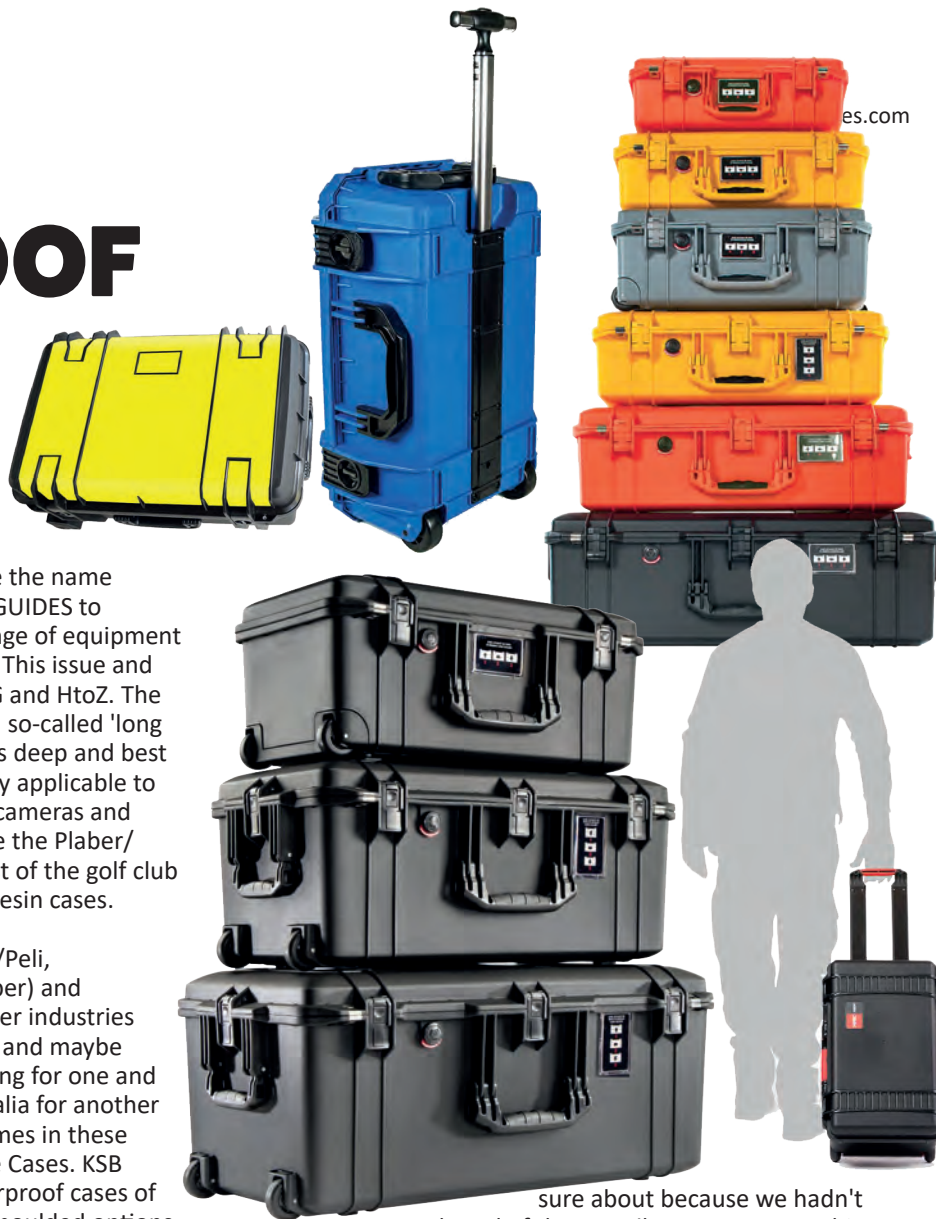 es.com
OOF
e the name
GUIDES to
age of equipment
This issue and
G and HtoZ. The
so-called 'long
s deep and best
y applicable to
cameras and
e the Plaber/
t of the golf club
esin cases.
/Peli,
ber) and
er industries
and maybe
ng for one and
alia for another
mes in these
e Cases. KSB
rproof cases of
sure about because we hadn't